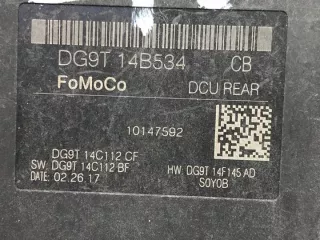 DG9T 14B534 CB
FoMoCo DCU REAR
10147592
DG9T 14C112 CF
SW: DG9T 14C112 BF HW: DG9T 14F145 AD
DATE: 02.26.17 S0Y0B